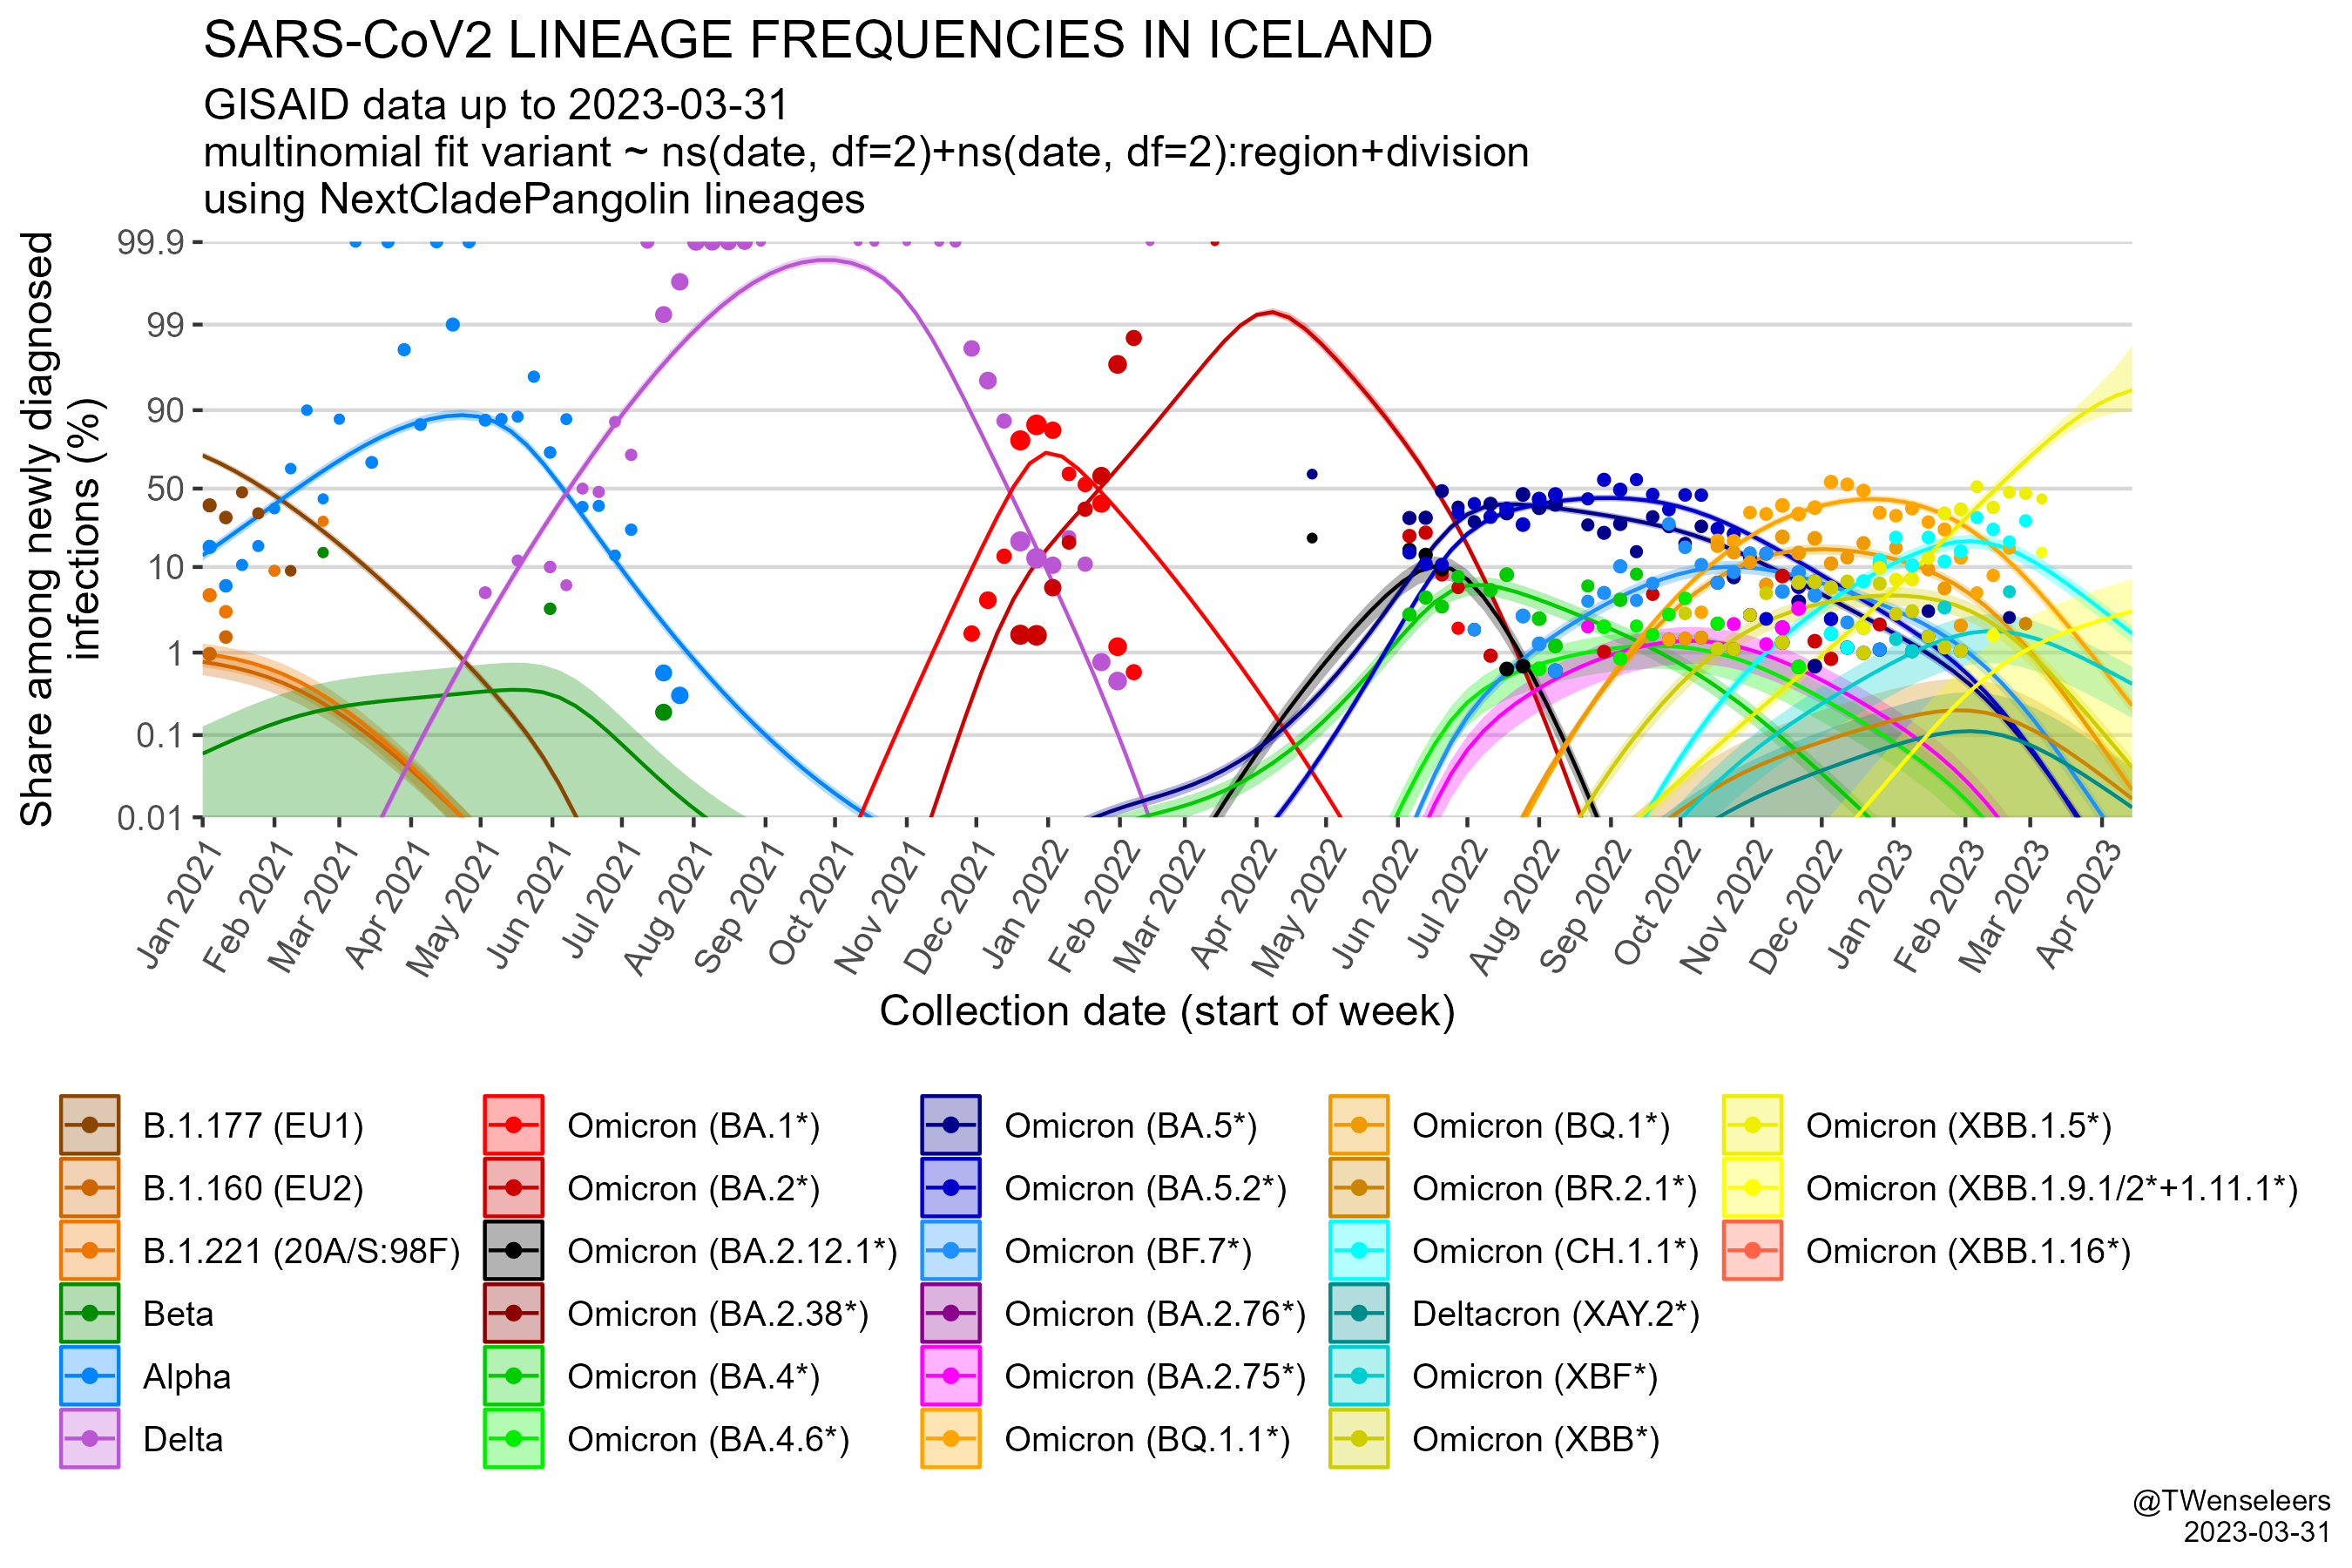 SARS-CoV2 LINEAGE FREQUENCIES IN ICELAND
GISAID data up to 2023-03-31
multinomial fit variant ~ ns(date, df=2)+ns(date, df=2):region+division
using NextCladePangolin lineages
Share among newly diagnosed
infections (%)
99.9
99
90
50
10
1
0.1
0.01
Jan 2021
Feb 2021
Mar 2021
Apr 2021
May 2021
Jun 2021
Jul 2021
Aug 2021
Sep 2021
Oct 2021
Nov 2021
Dec 2021
Jan 2022
Feb 2022
Mar 2022
Apr 2022
May 2022
Jun 2022
Jul 2022
Aug 2022
Sep 2022
Oct 2022
Nov 2022
Dec 2022
Jan 2023
Feb 2023
Mar 2023
Apr 2023
Collection date (start of week)
B.1.177 (EU1)
B.1.160 (EU2)
B.1.221 (20A/S:98F)
Beta
Alpha
Delta
Omicron (BA.1*)
Omicron (BA.2*)
Omicron (BA.2.12.1*)
Omicron (BA.2.38*)
Omicron (BA.4*)
Omicron (BA.4.6*)
Omicron (BA.5*)
Omicron (BA.5.2*)
Omicron (BF.7*)
Omicron (BA.2.76*)
Omicron (BA.2.75*)
Omicron (BQ.1.1*)
Omicron (BQ.1*)
Omicron (BR.2.1*)
Omicron (CH.1.1*)
Deltacron (XAY.2*)
Omicron (XBF*)
Omicron (XBB*)
Omicron (XBB.1.5*)
Omicron (XBB.1.9.1/2*+1.11.1*)
Omicron (XBB.1.16*)
@TWenseleers
2023-03-31